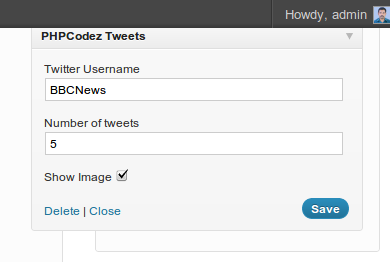 Howdy, admin
PHPCodez Tweets
Twitter Username
BBCNews
Number of tweets
5
Show Image
Delete | Close
Save